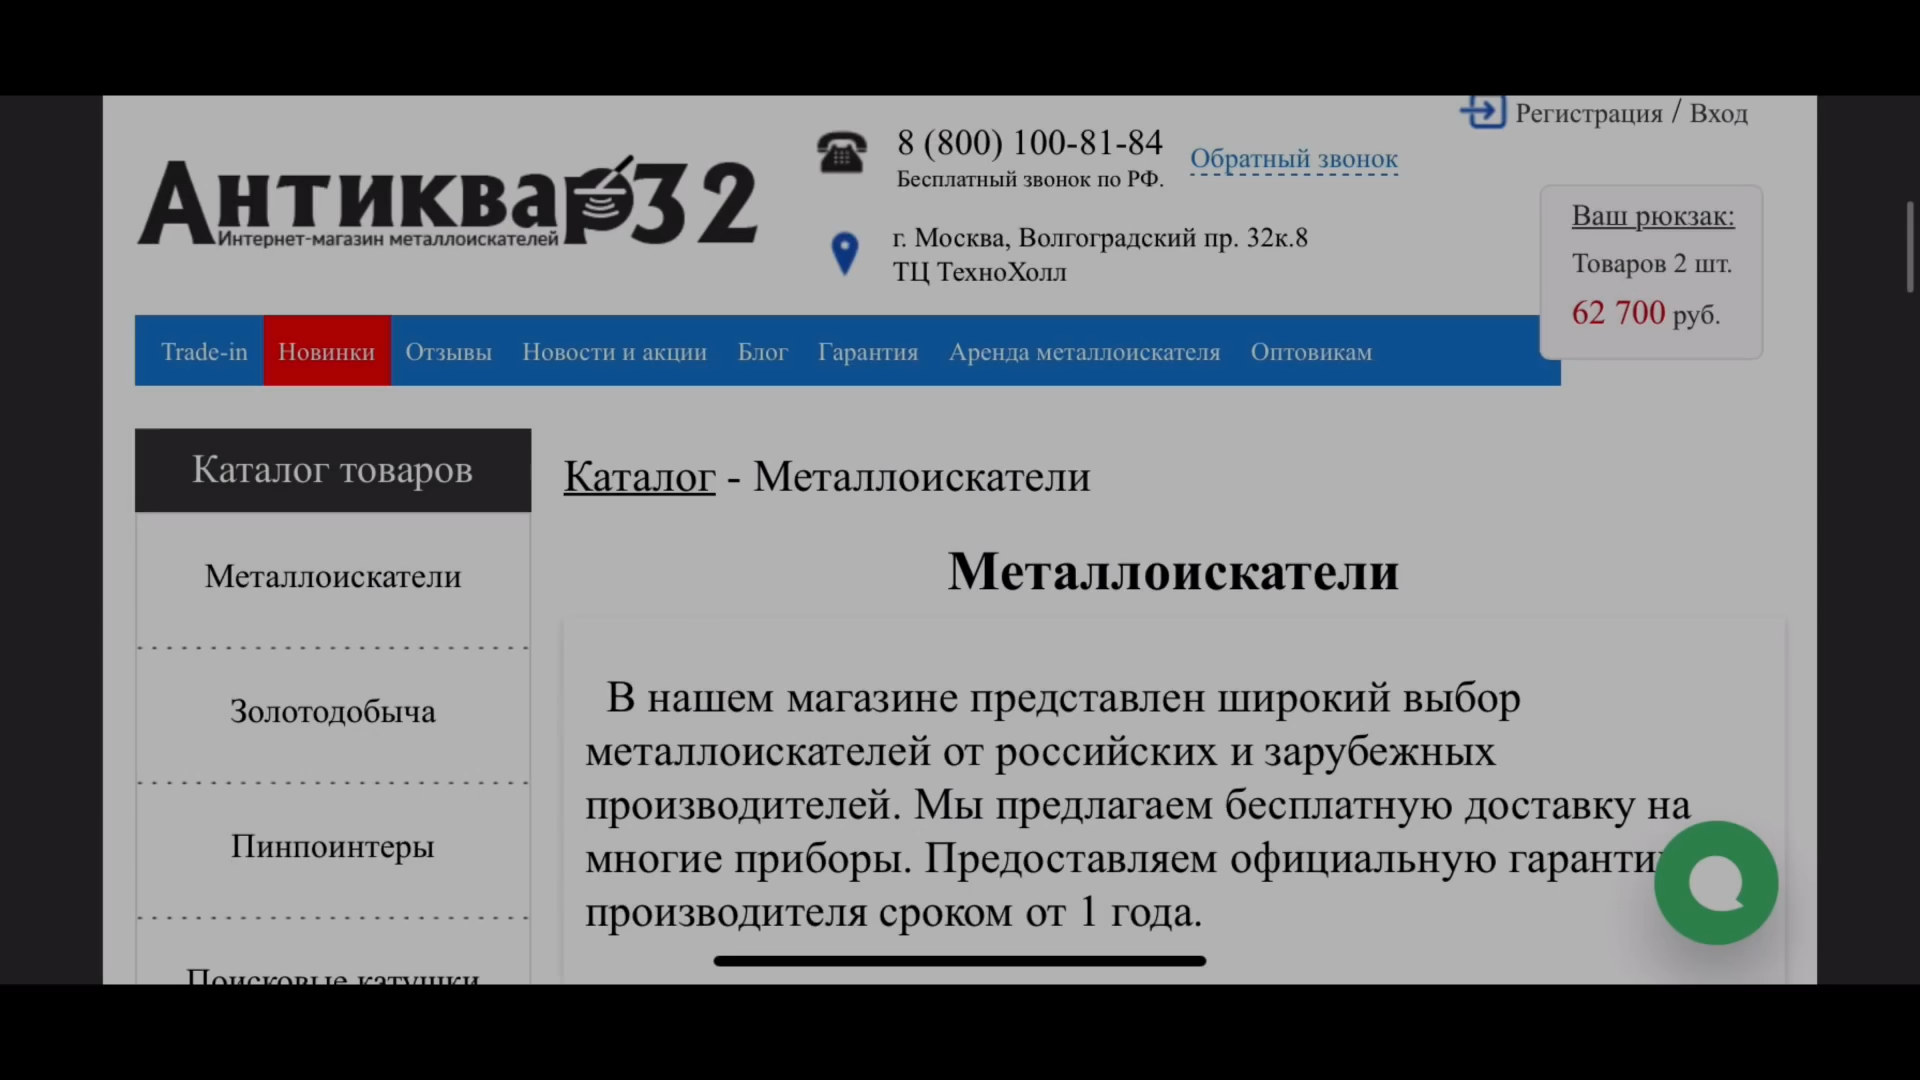 Регистрация / Вход
8 (800) 100-81-84
Обратный звонок
Бесплатный звонок по РФ.
Антиквар32
Интернет-магазин металлоискателей
г. Москва, Волгоградский пр. 32к.8
ТЦ ТехноХолл
Ваш рюкзак:
Товаров 2 шт.
62 700 руб.
Trade-in Новинки Отзывы Новости и акции Блог Гарантия Аренда металлоискателя Оптовикам
Каталог товаров
Металлоискатели
Золотодобыча
Пинпоинтеры
Поисковые катушки
Каталог - Металлоискатели
Металлоискатели
В нашем магазине представлен широкий выбор
металлоискателей от российских и зарубежных
производителей. Мы предлагаем бесплатную доставку на
многие приборы. Предоставляем официальную гаранти
производителя сроком от 1 года.